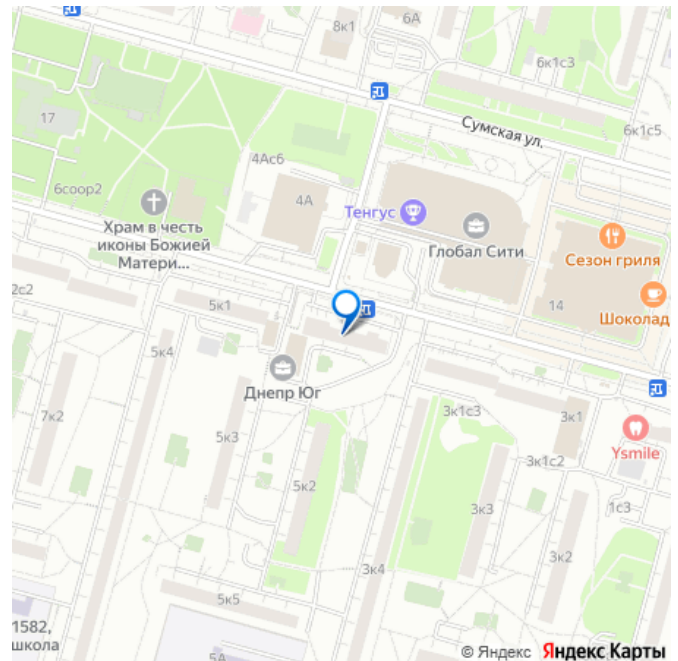 8к1
6А
6к1с3
17
Сумская ул.
6к1с5
4Ас6
6соор2
4А
Тенгус
Храм в честь
иконы Божией
Матери...
Глобал Сити
Сезон гриля
2с2
5к1
14
Шоколад
5к4
Днепр Юг
7к2
3к1с3
3к1
5к3
Ysmile
3к1с2
5к2
3к3
1с3
3к2
3к4
5к5
1582,
школа
5А
© Яндекс Яндекс Карты